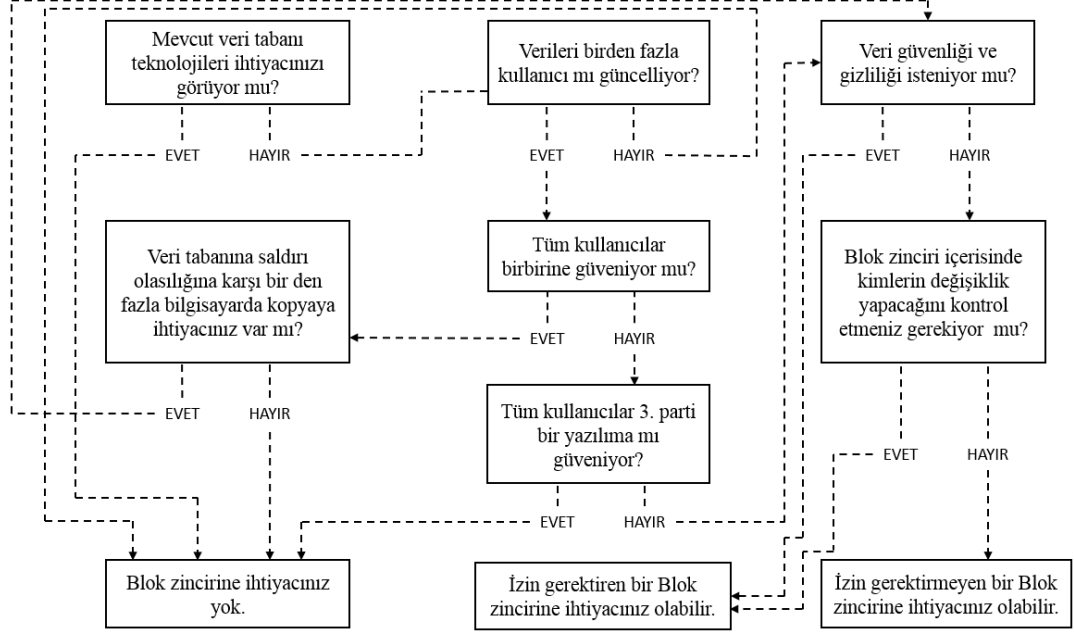 Mevcut veri tabanı
teknolojileri ihtiyacınızı
görüyor mu?
EVET
HAYIR
Verileri birden fazla
kullanıcı mı güncelliyor?
EVET
HAYIR
Veri güvenliği ve
gizliliği isteniyor mu?
EVET
HAYIR
Veri tabanına saldırı
olasılığına karşı bir den
fazla bilgisayarda kopyaya
ihtiyacınız var mı?
EVET
HAYIR
Tüm kullanıcılar
birbirine güveniyor mu?
EVET
HAYIR
Blok zinciri içerisinde
kimlerin değişiklik
yapacağını kontrol
etmeniz gerekiyor mu?
EVET
HAYIR
Tüm kullanıcılar 3. parti
bir yazılıma mı
güveniyor?
EVET
HAYIR
Blok zincirine ihtiyacınız
yok.
İzin gerektiren bir Blok
zincirine ihtiyacınız olabilir.
İzin gerektirmeyen bir Blok
zincirine ihtiyacınız olabilir.